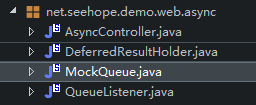 net.seehope.demo.web.async
AsyncController.java
DeferredResultHolder.java
MockQueue.java
QueueListener.java